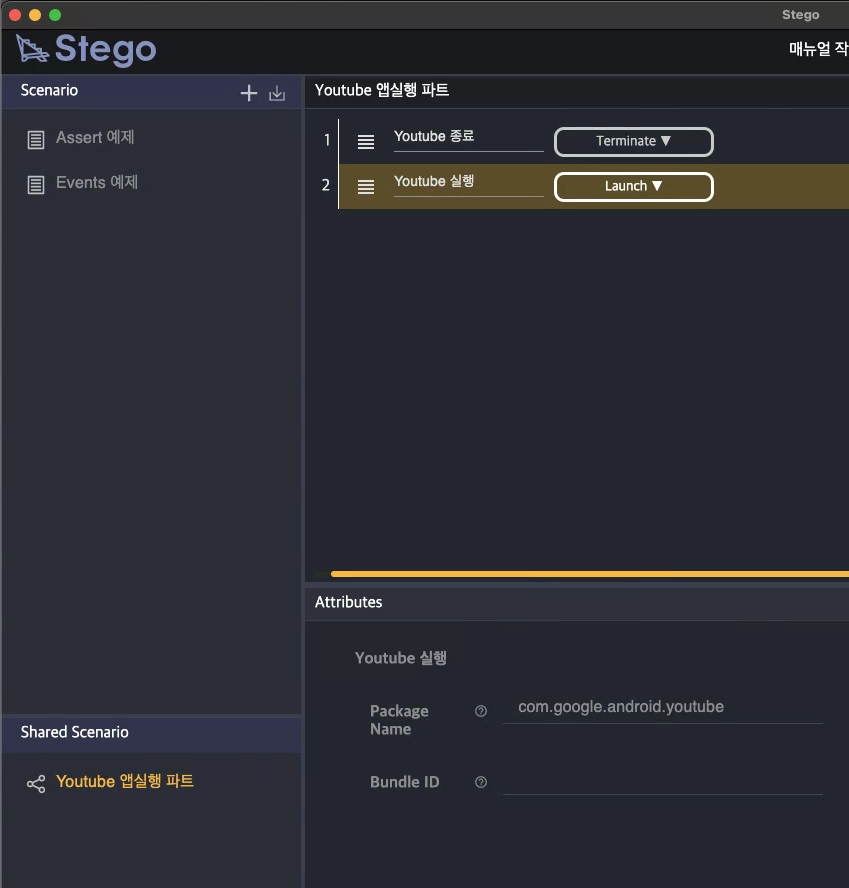 Stego
Stego
매뉴얼 작
Scenario
Assert 예제
Events 예제
Youtube 앱실행 파트
1 Youtube 종료 Terminate ▼
2 Youtube 실행 Launch ▼
Attributes
Youtube 실행
Package Name com.google.android.youtube
Bundle ID
Shared Scenario
Youtube 앱실행 파트